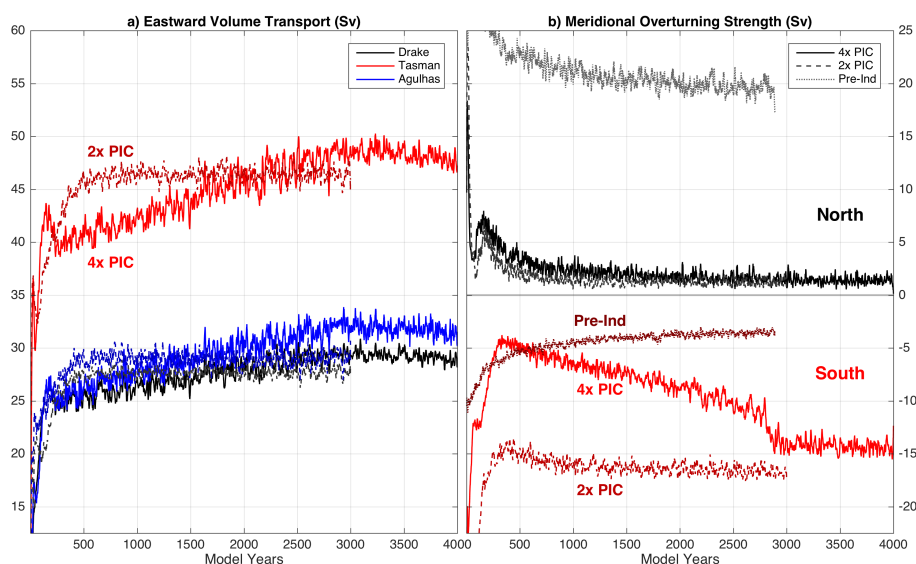 a) Eastward Volume Transport (Sv)
60
55
50
45
40
35
30
25
20
15
Drake
Tasman
Agulhas
2x PIC
4x PIC
500 1000 1500 2000 2500 3000 3500 4000
Model Years
b) Meridional Overturning Strength (Sv)
25
20
15
10
5
0
-5
-10
-15
-20
4x PIC
2x PIC
Pre-Ind
North
Pre-Ind
4x PIC
South
2x PIC
500 1000 1500 2000 2500 3000 3500 4000
Model Years